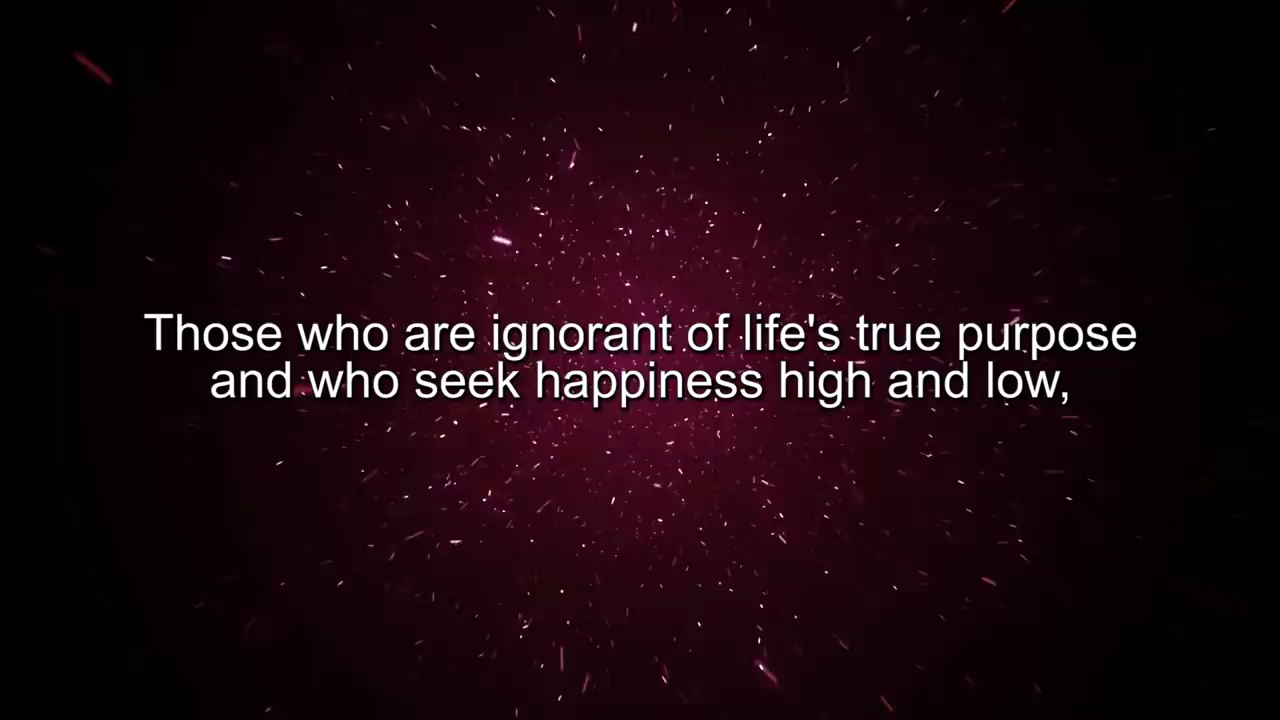 Those who are ignorant of life's true purpose
and who seek happiness high and low,